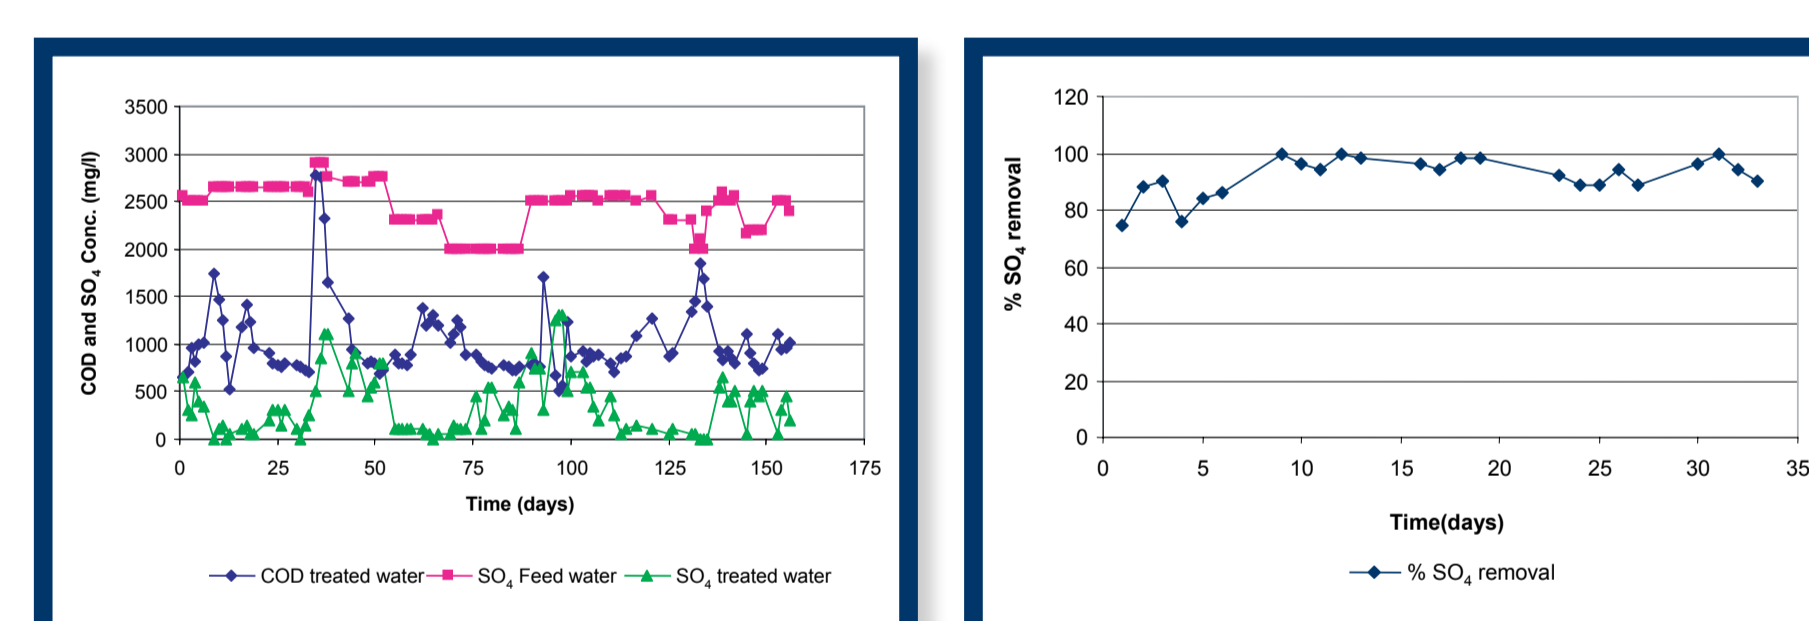 COD and SO4 Conc. (mg/l)
3500
3000
2500
2000
1500
1000
500
0
0 25 50 75 100 125 150 175
Time (days)
COD treated water SO4 Feed water SO4 treated water
% SO4 removal
120
100
80
60
40
20
0
0 5 10 15 20 25 30 35
Time(days)
% SO4 removal